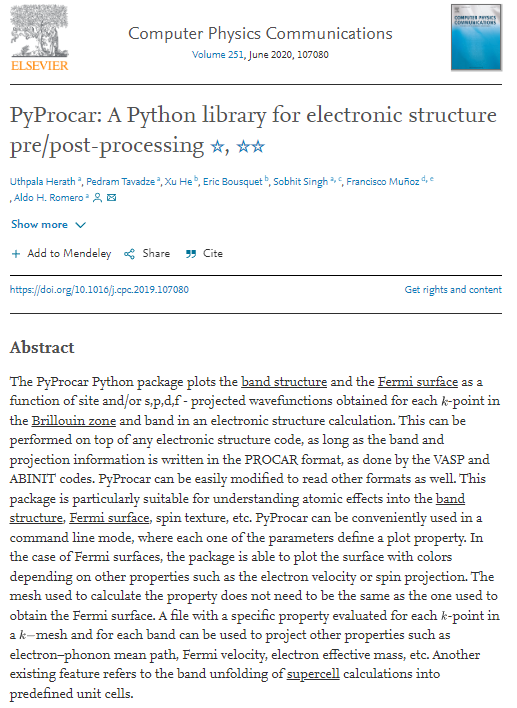 Computer Physics Communications
Volume 251, June 2020, 107080
ELSEVIER
COMPUTER PHYSICS
COMMUNICATIONS
PyProcar: A Python library for electronic structure
pre/post-processing ☆, ☆☆
Uthpala Herath a, Pedram Tavadze a, Xu He b, Eric Bousquet b, Sobhit Singh a, c, Francisco Muñoz d, e
, Aldo H. Romero a
Show more
+ Add to Mendeley Share Cite
https://doi.org/10.1016/j.cpc.2019.107080 Get rights and content
Abstract
The PyProcar Python package plots the band structure and the Fermi surface as a
function of site and/or s,p,d,f - projected wavefunctions obtained for each k-point in
the Brillouin zone and band in an electronic structure calculation. This can be
performed on top of any electronic structure code, as long as the band and
projection information is written in the PROCAR format, as done by the VASP and
ABINIT codes. PyProcar can be easily modified to read other formats as well. This
package is particularly suitable for understanding atomic effects into the band
structure, Fermi surface, spin texture, etc. PyProcar can be conveniently used in a
command line mode, where each one of the parameters define a plot property. In
the case of Fermi surfaces, the package is able to plot the surface with colors
depending on other properties such as the electron velocity or spin projection. The
mesh used to calculate the property does not need to be the same as the one used to
obtain the Fermi surface. A file with a specific property evaluated for each k-point in
a k−mesh and for each band can be used to project other properties such as
electron–phonon mean path, Fermi velocity, electron effective mass, etc. Another
existing feature refers to the band unfolding of supercell calculations into
predefined unit cells.